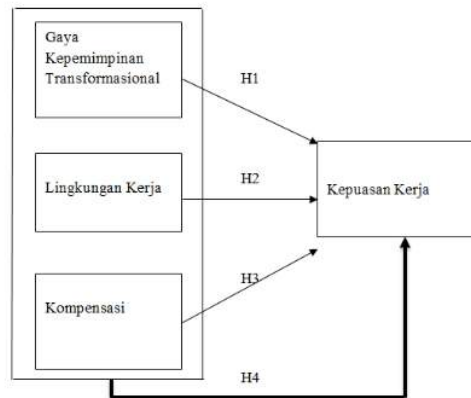 Gaya
Kepemimpinan
Transformasional
H1
Lingkungan Kerja
H2
Kepuasan Kerja
Kompensasi
H3
H4